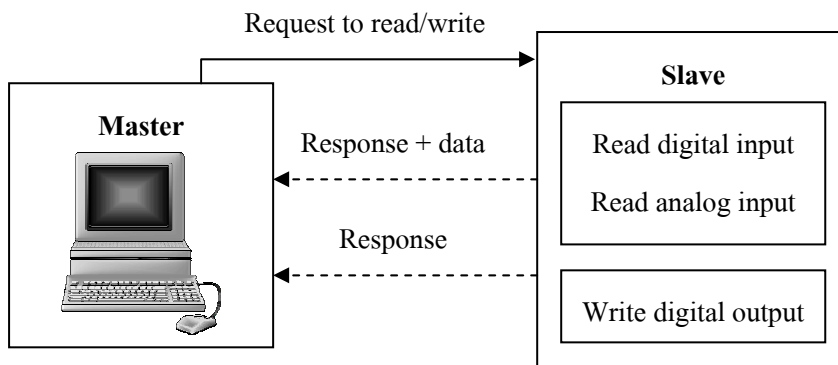 Request to read/write
Slave
Master
Response + data
Read digital input
Read analog input
Response
Write digital output